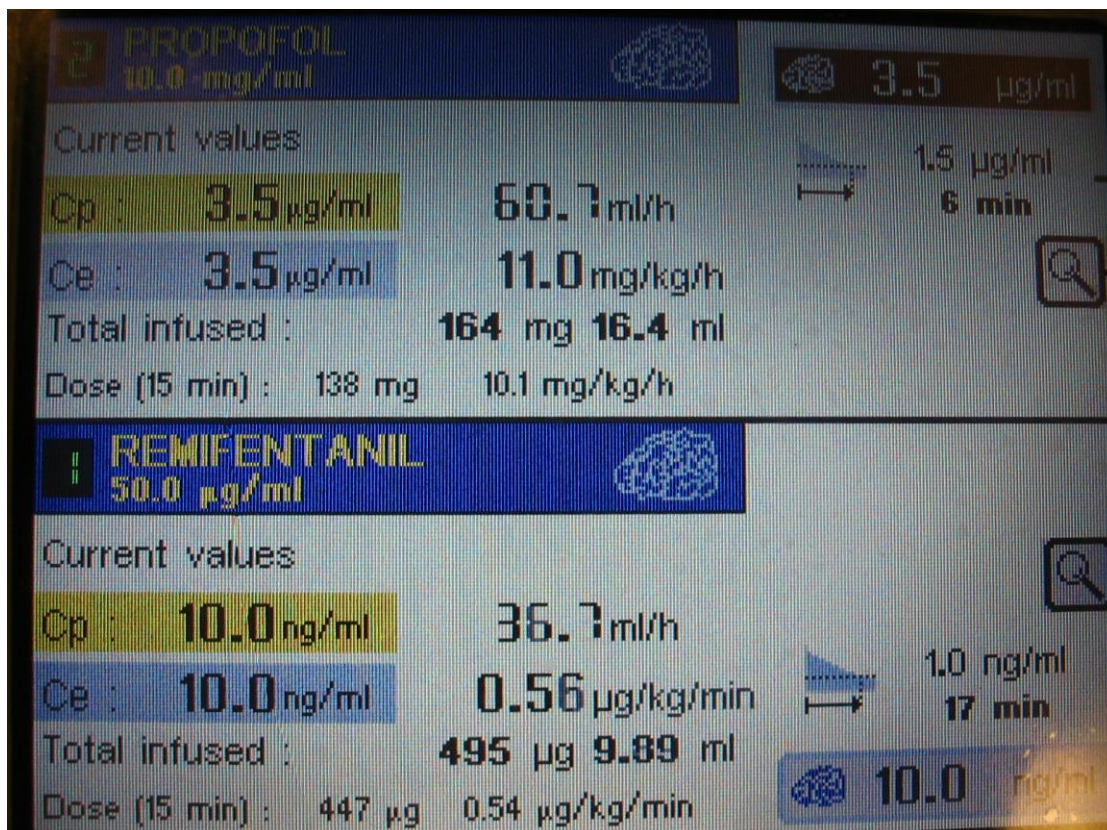 2 PROPOFOL
10.0 mg/ml
3.5 µg/ml
Current values
1.5 µg/ml
6 min
Cp : 3.5 µg/ml 60.7 ml/h
Ce : 3.5 µg/ml 11.0 mg/kg/h
Total infused : 164 mg 16.4 ml
Dose (15 min) : 138 mg 10.1 mg/kg/h
1 REMIFENTANIL
50.0 µg/ml
Current values
Cp : 10.0 ng/ml 36.7 ml/h
Ce : 10.0 ng/ml 0.56 µg/kg/min
1.0 ng/ml
17 min
Total infused : 495 µg 9.89 ml
10.0 ng/ml
Dose (15 min) : 447 µg 0.54 µg/kg/min